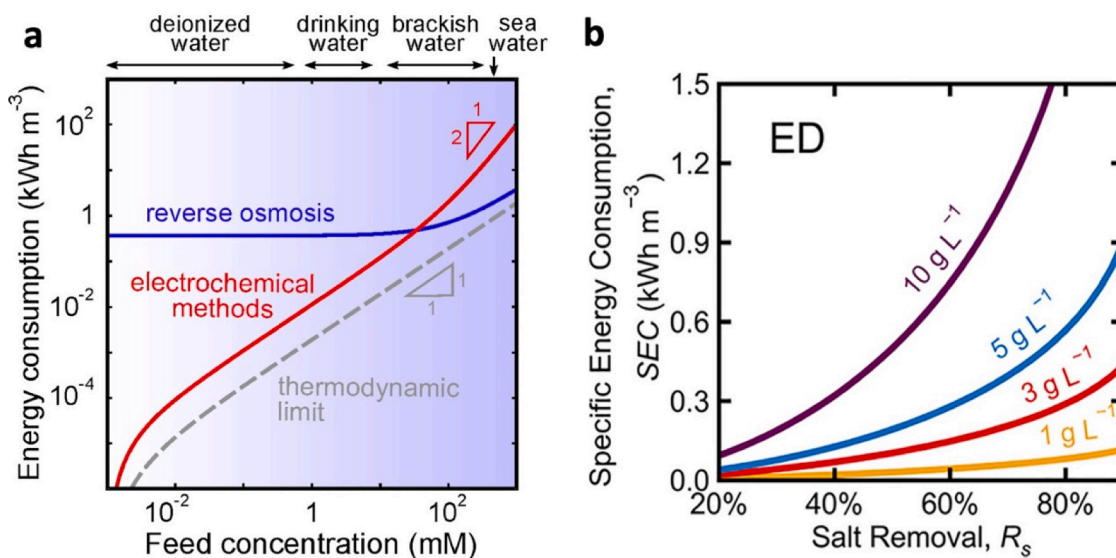 a
deionized water
drinking water
brackish water
sea water
Energy consumption (kWh m⁻³)
10²
1
10⁻²
10⁻⁴
reverse osmosis
electrochemical
methods
thermodynamic
limit
1
2
1
1
10⁻²
1
10²
Feed concentration (mM)
b
Specific Energy Consumption,
SEC (kWh m⁻³)
1.5
1.2
0.9
0.6
0.3
0.0
ED
10 g L⁻¹
5 g L⁻¹
3 g L⁻¹
1 g L⁻¹
20%
40%
60%
80%
Salt Removal, Rₛ